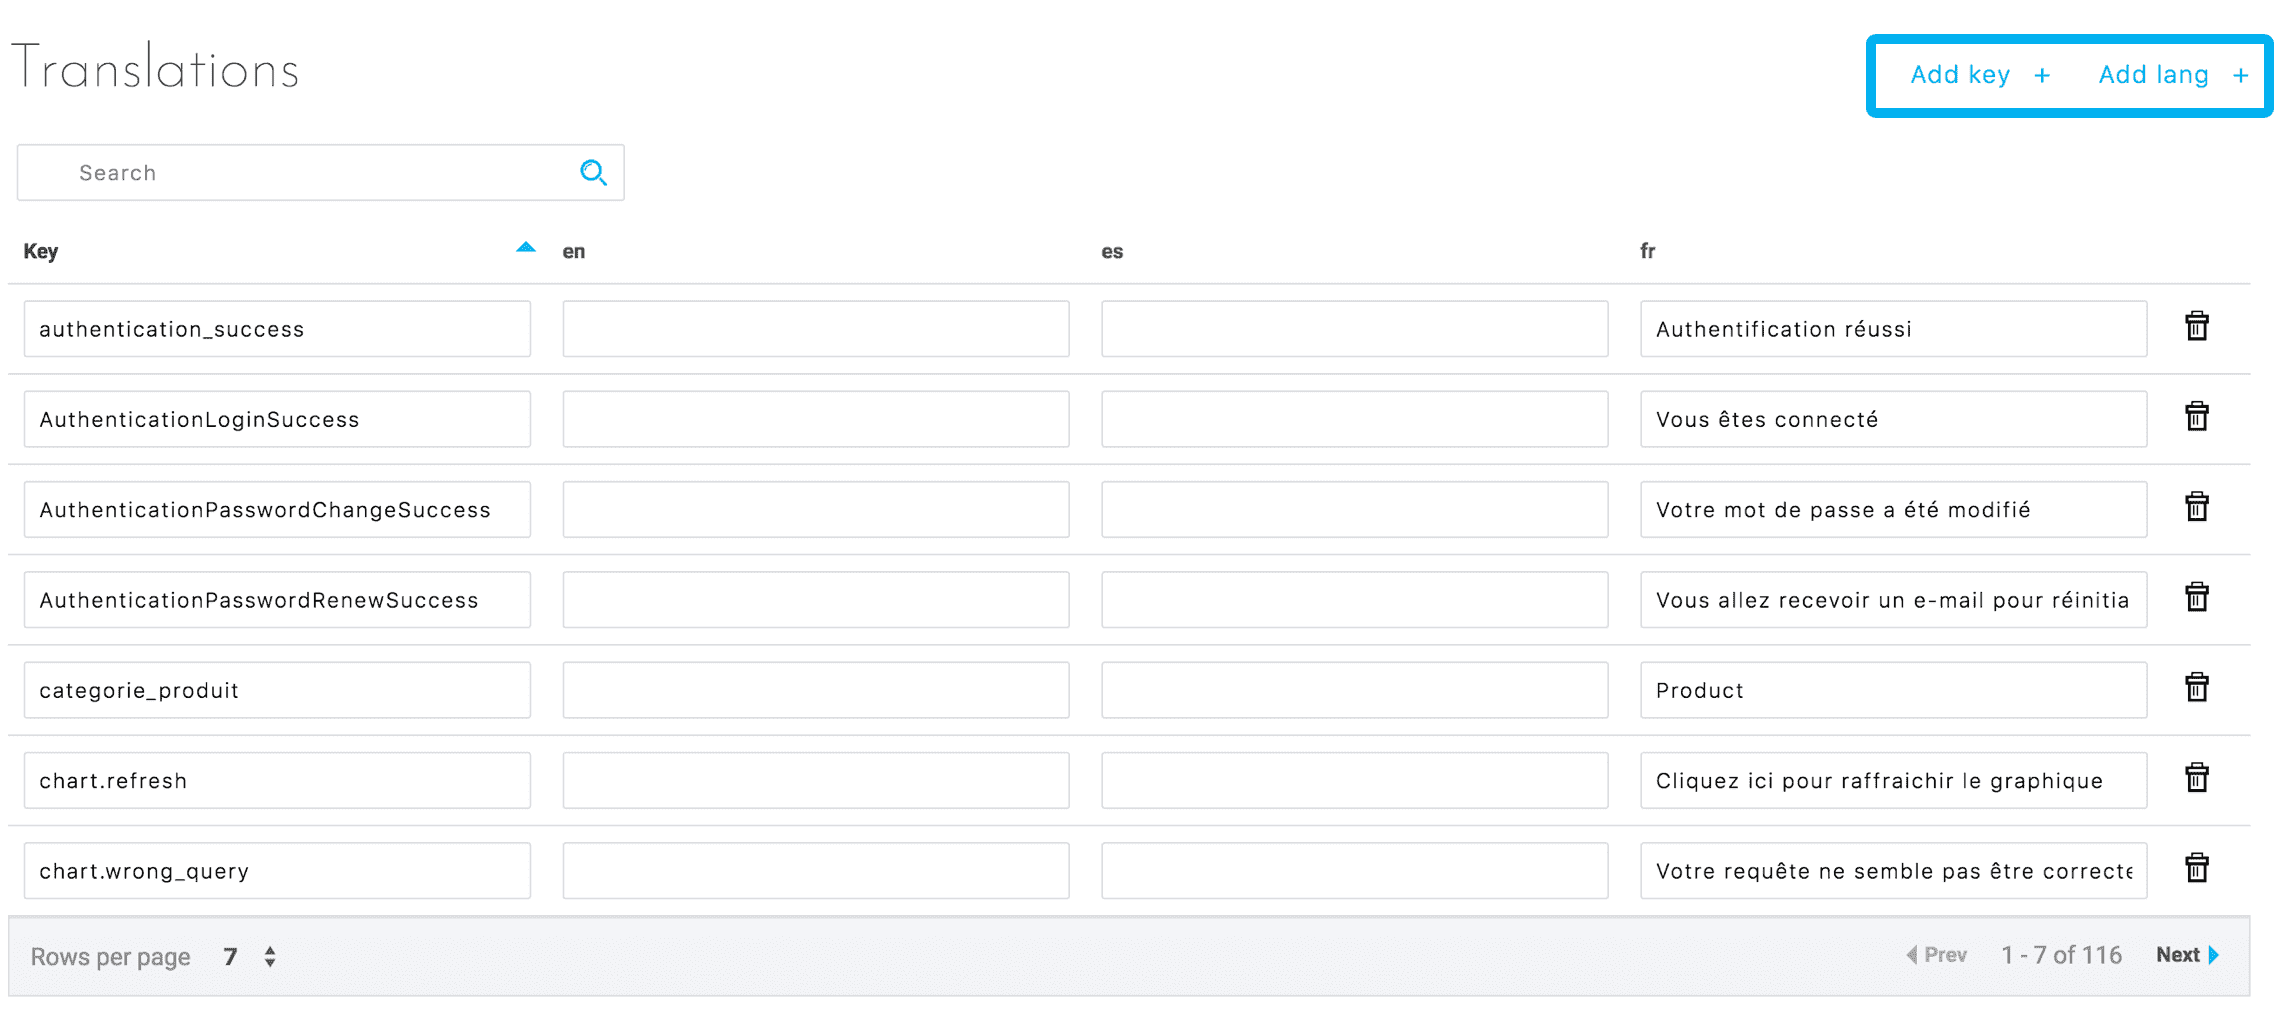 Translations
Add key + Add lang +
Search
Key en es fr
authentication_success Authentification réussi
AuthenticationLoginSuccess Vous êtes connecté
AuthenticationPasswordChangeSuccess Votre mot de passe a été modifié
AuthenticationPasswordRenewSuccess Vous allez recevoir un e-mail pour réinitia
categorie_produit Product
chart.refresh Cliquez ici pour raffraichir le graphique
chart.wrong_query Votre requête ne semble pas être correcte
Rows per page 7 Prev 1 - 7 of 116 Next